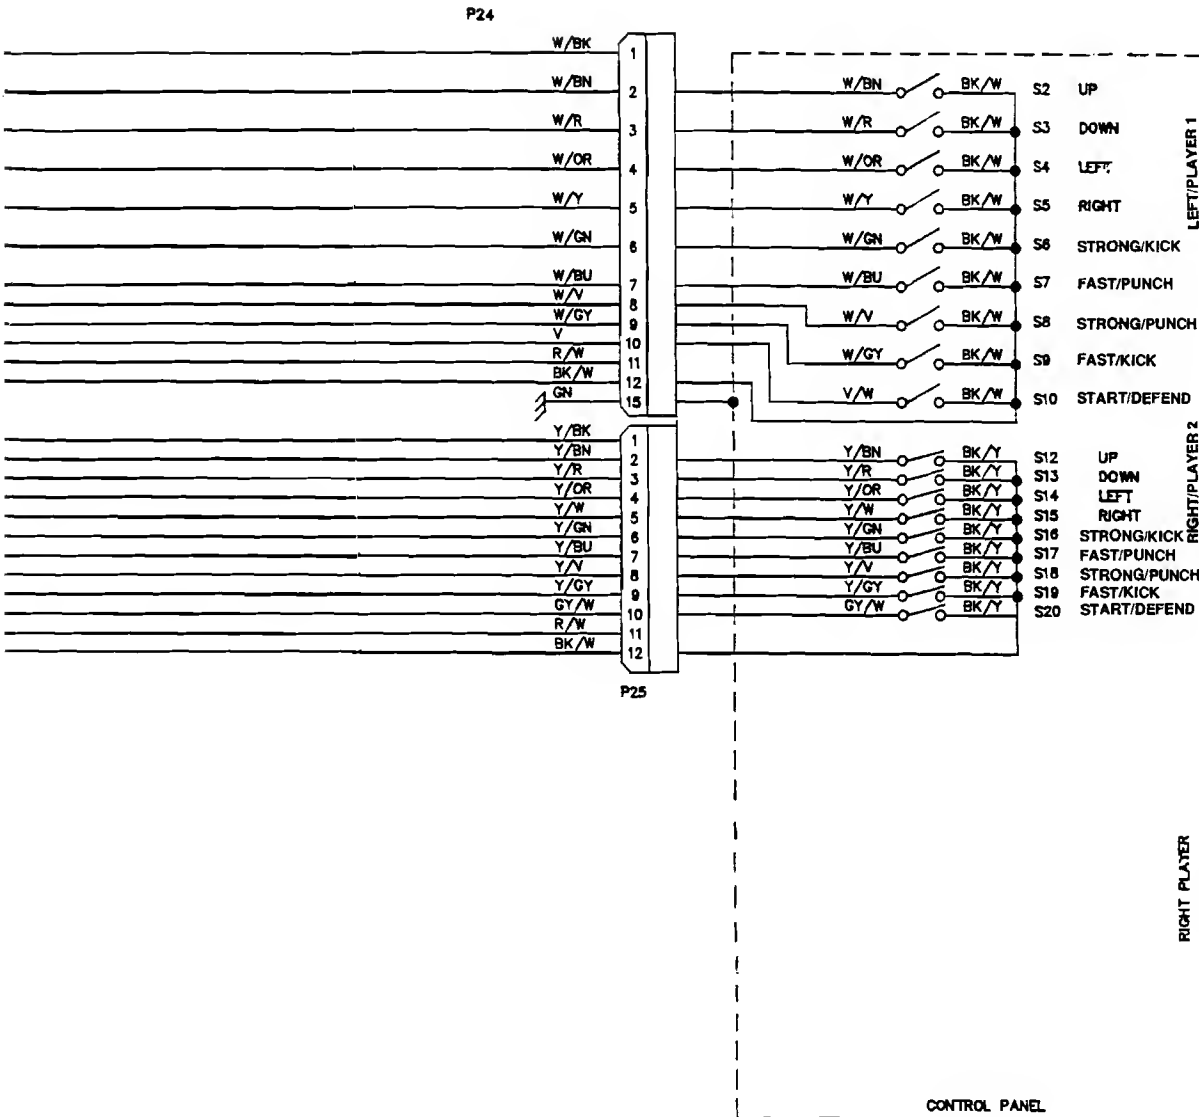 P24
W/BK 1
W/BN 2 W/BN BK/W S2 UP
W/R 3 W/R BK/W S3 DOWN
W/OR 4 W/OR BK/W S4 LEFT
W/Y 5 W/Y BK/W S5 RIGHT
W/GN 6 W/GN BK/W S6 STRONG/KICK
W/BU 7 W/BU BK/W S7 FAST/PUNCH
W/V 8 W/V BK/W S8 STRONG/PUNCH
W/GY 9 W/GY BK/W S9 FAST/KICK
V 10 V/W BK/W S10 START/DEFEND
R/W 11
BK/W 12
GN 15
LEFT/PLAYER 1
Y/BK 1
Y/BN 2 Y/BN BK/Y S12 UP
Y/R 3 Y/R BK/Y S13 DOWN
Y/OR 4 Y/OR BK/Y S14 LEFT
Y/W 5 Y/W BK/Y S15 RIGHT
Y/GN 6 Y/GN BK/Y S16 STRONG/KICK
Y/BU 7 Y/BU BK/Y S17 FAST/PUNCH
Y/V 8 Y/V BK/Y S18 STRONG/PUNCH
Y/GY 9 Y/GY BK/Y S19 FAST/KICK
GY/W 10 GY/W BK/Y S20 START/DEFEND
R/W 11
BK/W 12
RIGHT/PLAYER 2
P25
RIGHT PLAYER
CONTROL PANEL